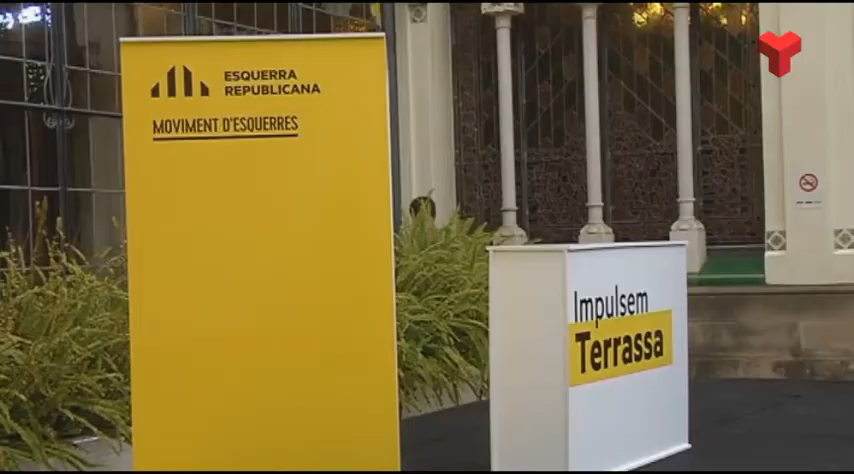 ESQUERRA
REPUBLICANA
MOVIMENT D'ESQUERRES
Impulsem
Terrassa